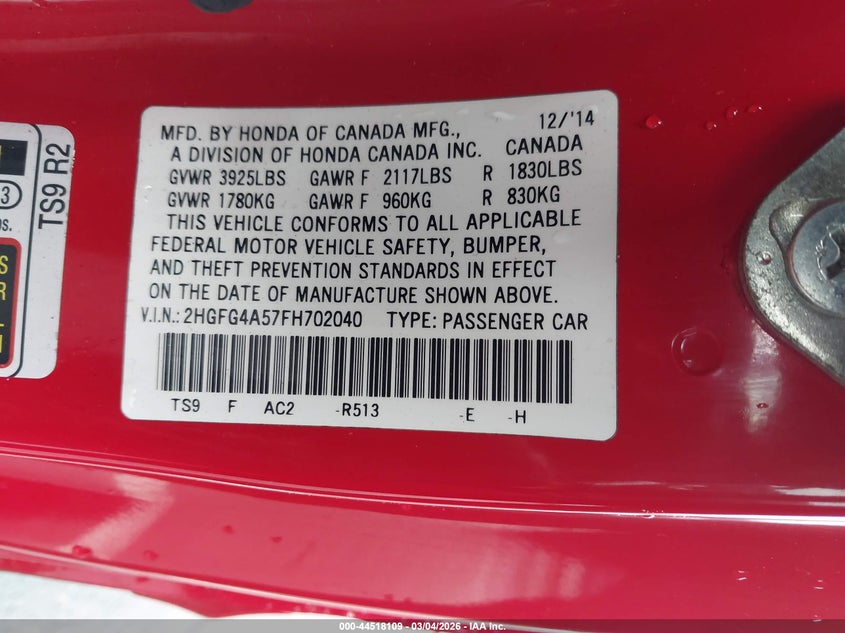 MFD. BY HONDA OF CANADA MFG., 12/'14
A DIVISION OF HONDA CANADA INC. CANADA
GVWR 3925LBS GAWR F 2117LBS R 1830LBS
GVWR 1780KG GAWR F 960KG R 830KG
THIS VEHICLE CONFORMS TO ALL APPLICABLE
FEDERAL MOTOR VEHICLE SAFETY, BUMPER,
AND THEFT PREVENTION STANDARDS IN EFFECT
ON THE DATE OF MANUFACTURE SHOWN ABOVE.
V.I.N.: 2HGFG4A57FH702040 TYPE: PASSENGER CAR
TS9 F AC2 -R513 -E -H
TS9 R2
3
000-44518109 - 03/04/2026 - IAA Inc.